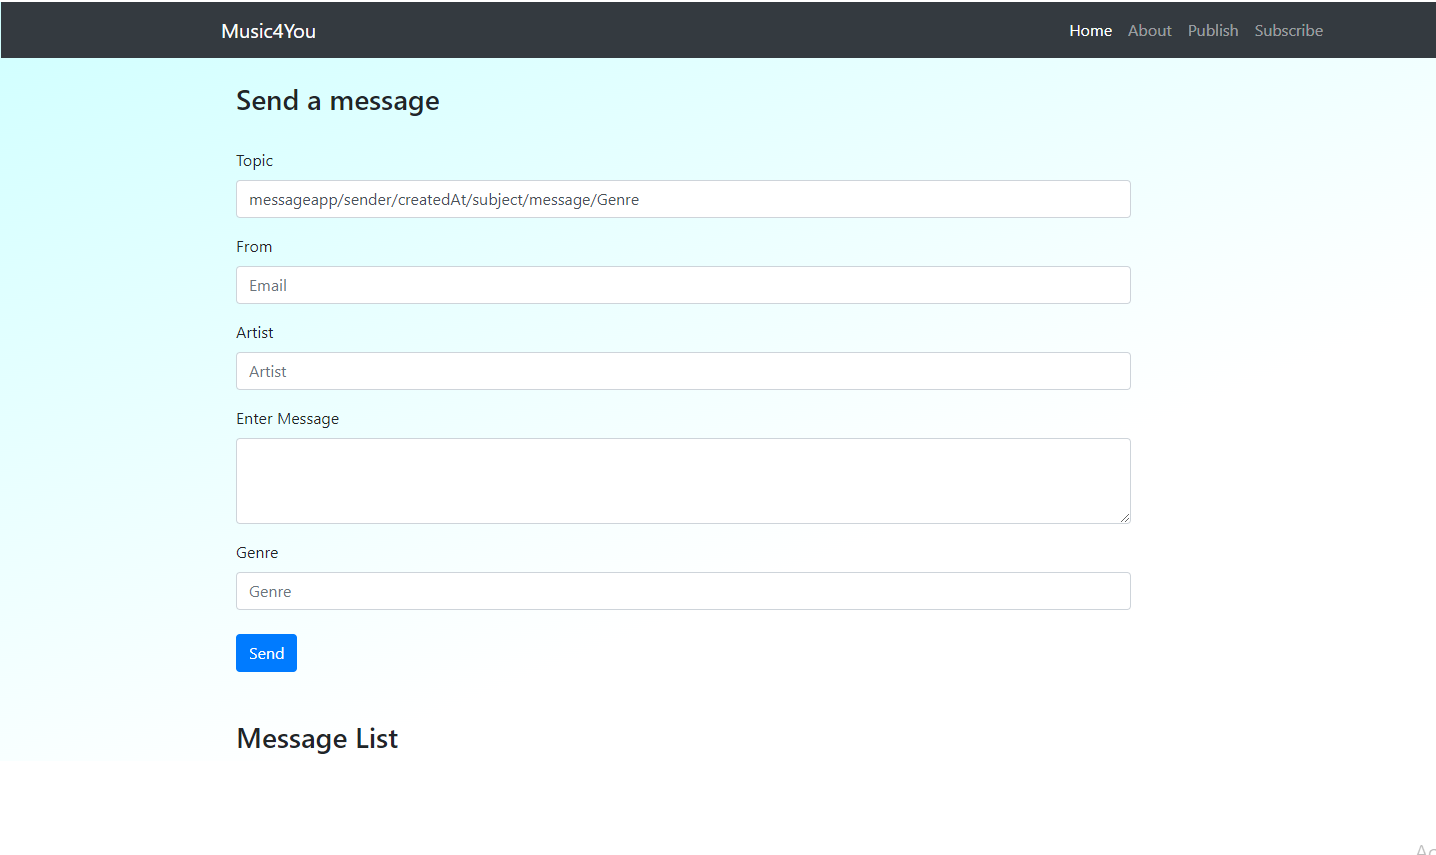 Music4You Home About Publish Subscribe
Send a message
Topic
messageapp/sender/createdAt/subject/message/Genre
From
Email
Artist
Artist
Enter Message
Genre
Genre
Send
Message List